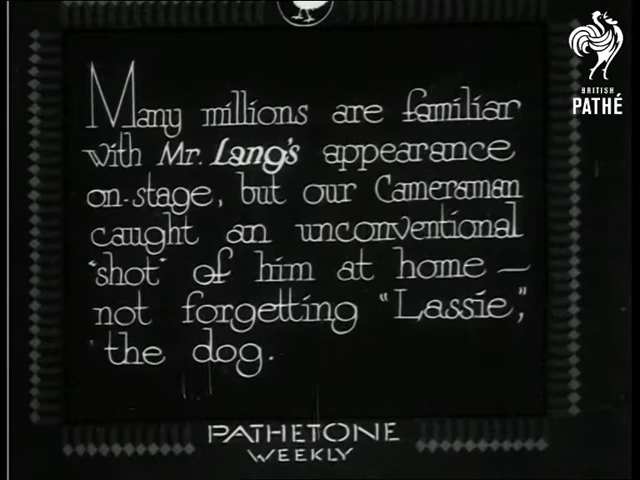 BRITISH
PATHÉ
Many millions are familiar
with Mr. Lang's appearance
on-stage, but our Cameraman
caught an unconventional
"shot" of him at home —
not forgetting "Lassie",
the dog.
PATHETONE
WEEKLY